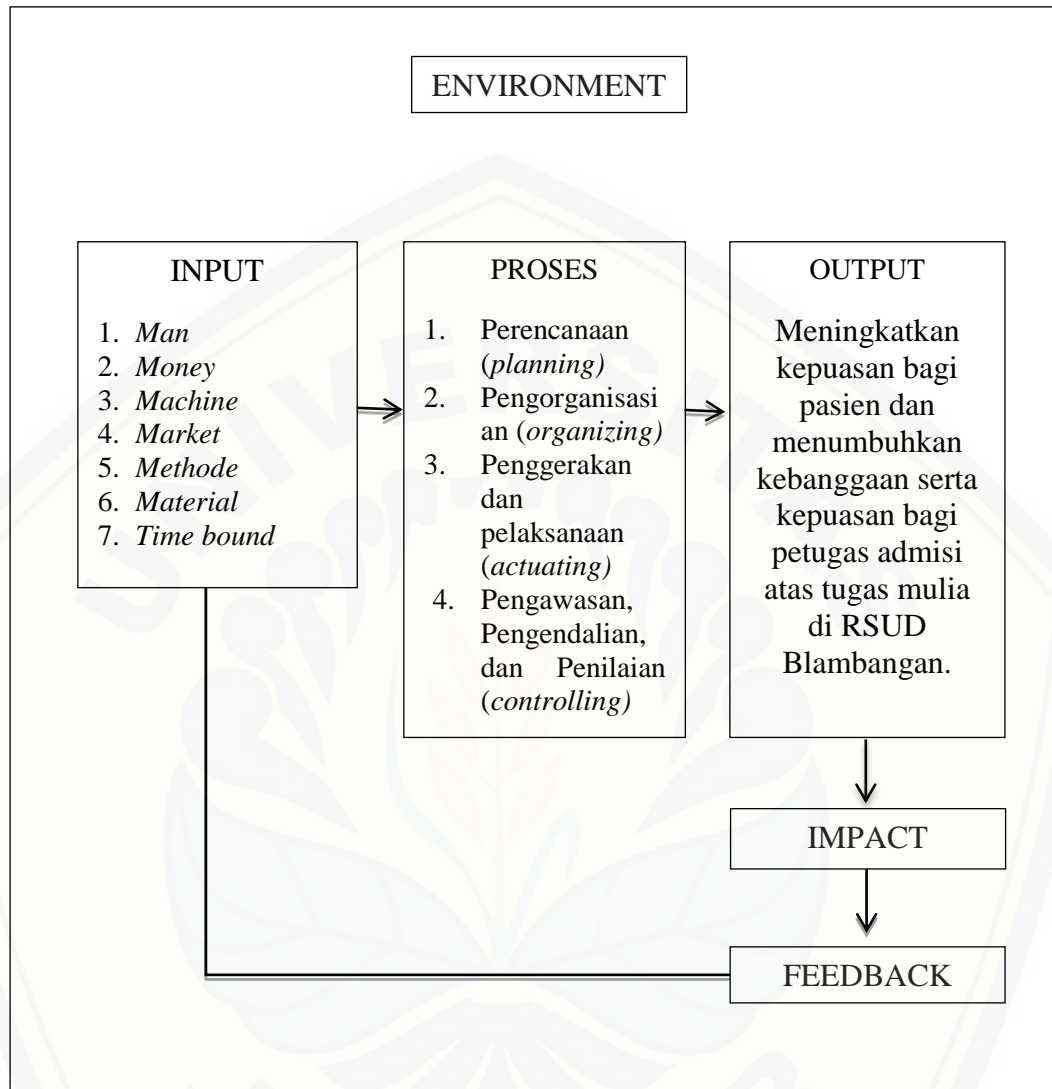 ENVIRONMENT
INPUT
1. Man
2. Money
3. Machine
4. Market
5. Methode
6. Material
7. Time bound
PROSES
1. Perencanaan
(planning)
2. Pengorganisasi
an (organizing)
3. Penggerakan
dan
pelaksanaan
(actuating)
4. Pengawasan,
Pengendalian,
dan Penilaian
(controlling)
OUTPUT
Meningkatkan
kepuasan bagi
pasien dan
menumbuhkan
kebanggaan serta
kepuasan bagi
petugas admisi
atas tugas mulia
di RSUD
Blambangan.
IMPACT
FEEDBACK
UNIVERSITAS